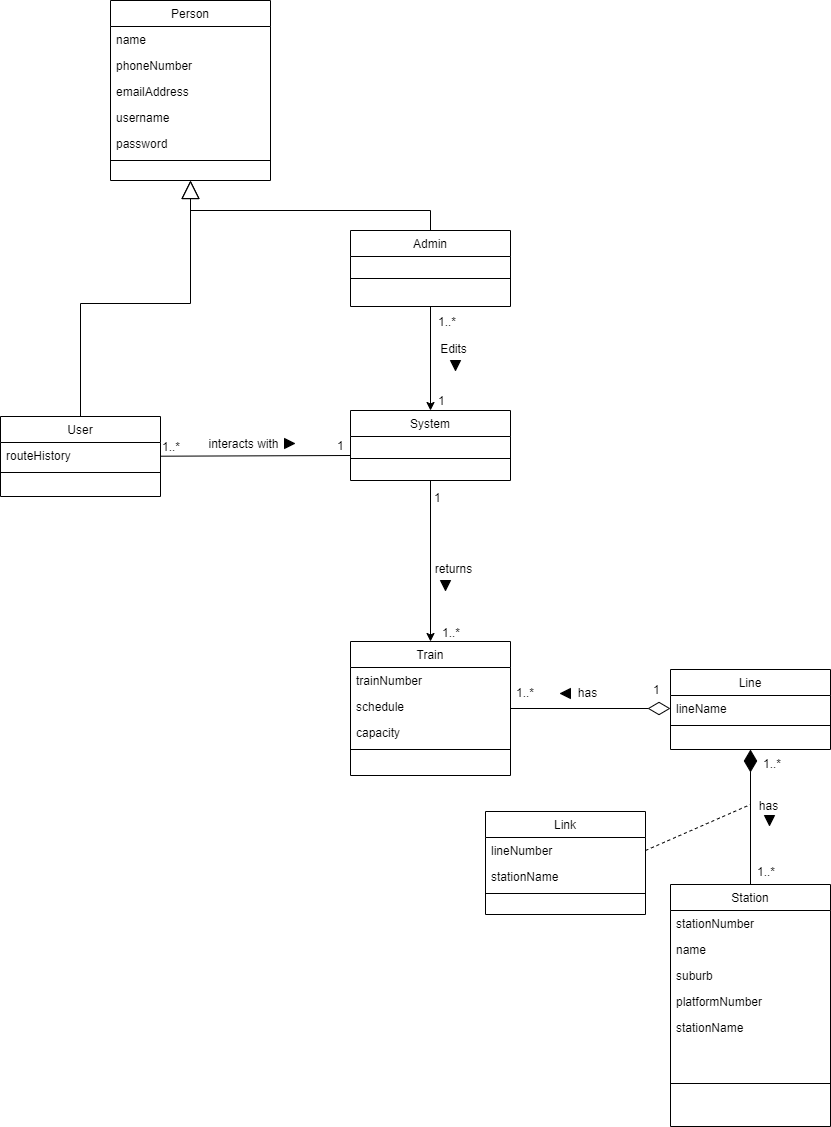 Person
name
phoneNumber
emailAddress
username
password
Admin
1..*
Edits
1
User
routeHistory
1..*
interacts with
1
System
1
returns
1..*
Train
trainNumber
schedule
capacity
1..*
has
1
Line
lineName
1..*
has
1..*
Link
lineNumber
stationName
Station
stationNumber
name
suburb
platformNumber
stationName